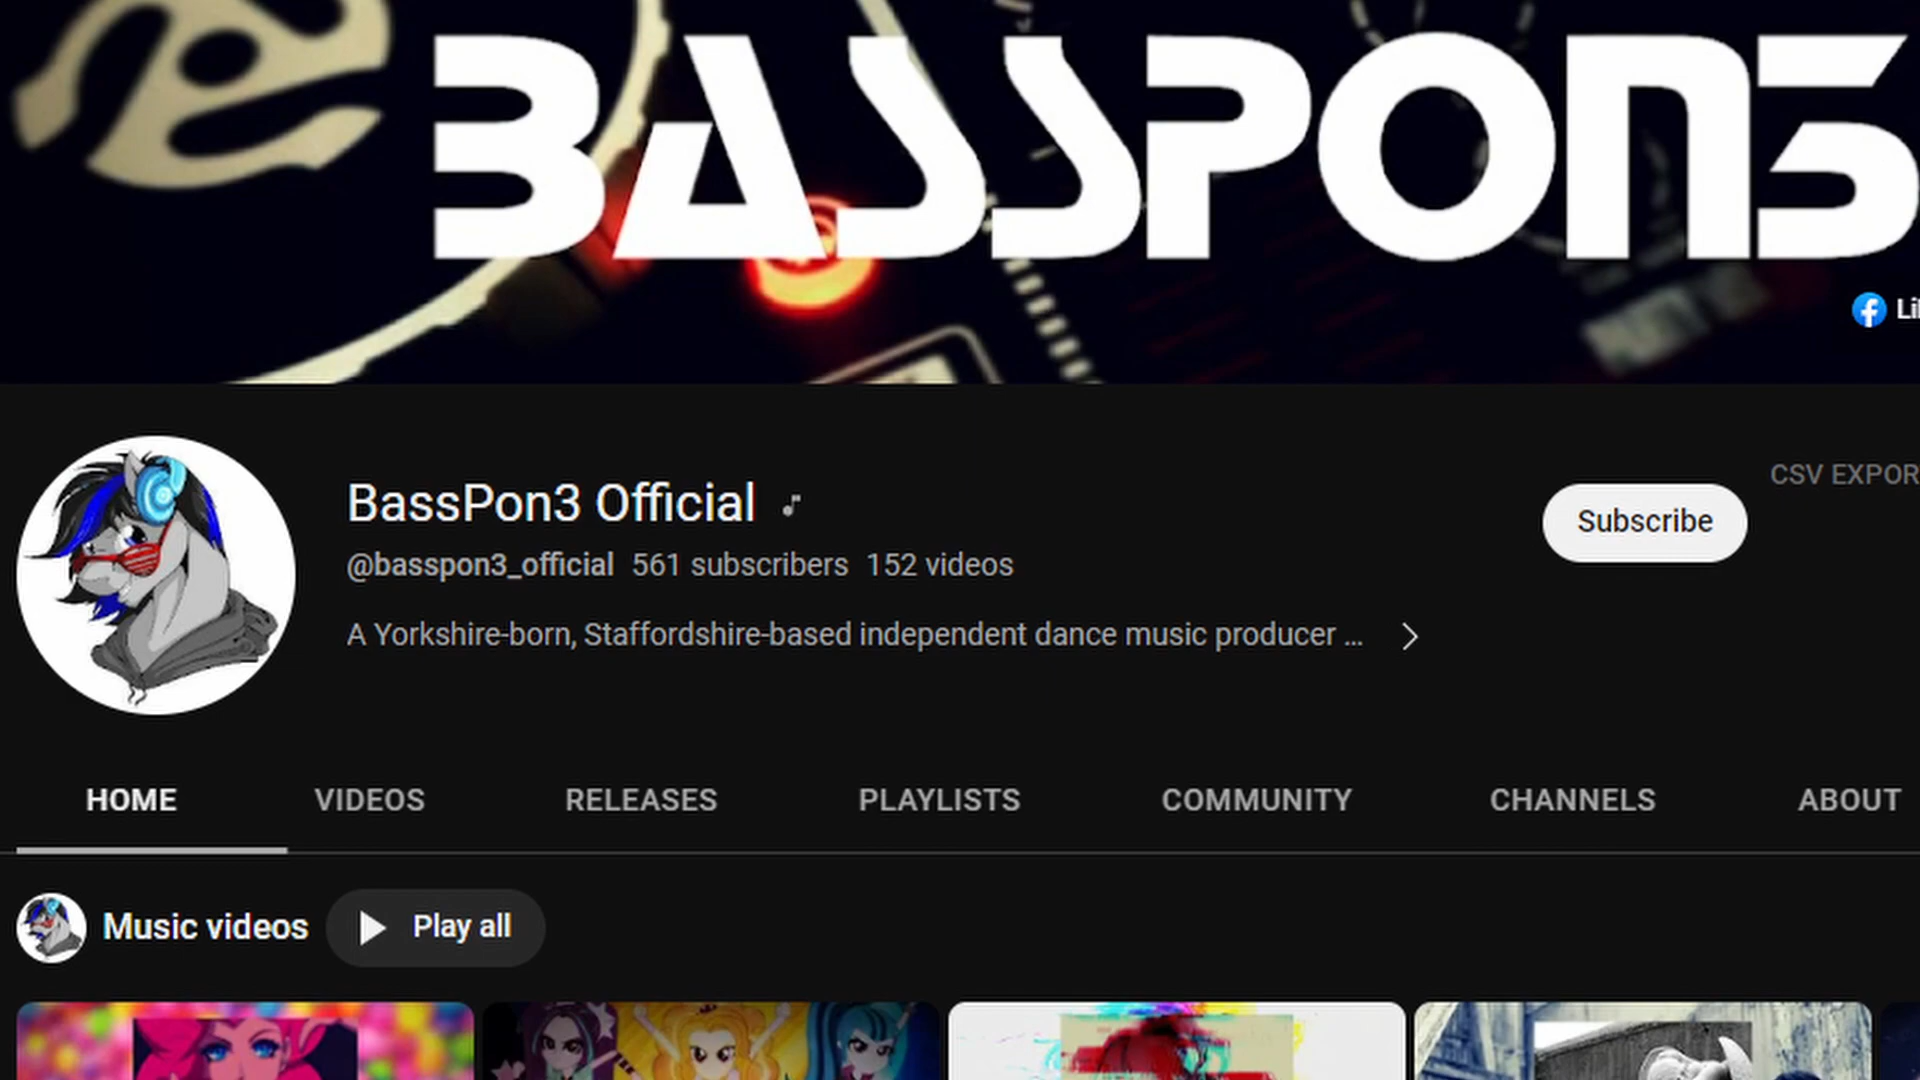 BASSPON3
Li
BassPon3 Official
CSV EXPOR
Subscribe
@basspon3_official 561 subscribers 152 videos
A Yorkshire-born, Staffordshire-based independent dance music producer ...
HOME VIDEOS RELEASES PLAYLISTS COMMUNITY CHANNELS ABOUT
Music videos Play all